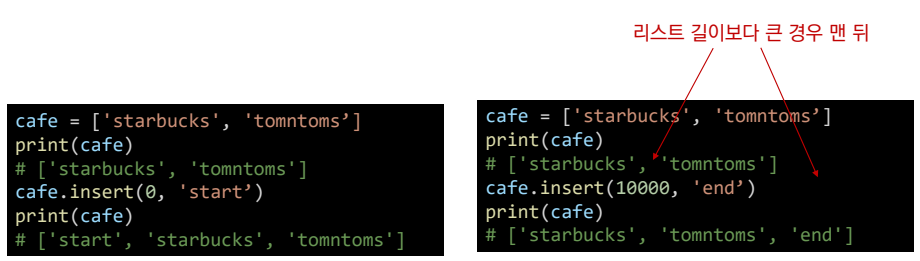 리스트 길이보다 큰 경우 맨 뒤
cafe = ['starbucks', 'tomntoms’]
print(cafe)
# ['starbucks', 'tomntoms']
cafe.insert(0, 'start’)
print(cafe)
# ['start', 'starbucks', 'tomntoms']
cafe = ['starbucks', 'tomntoms’]
print(cafe)
# ['starbucks', 'tomntoms']
cafe.insert(10000, 'end’)
print(cafe)
# ['starbucks', 'tomntoms', 'end']